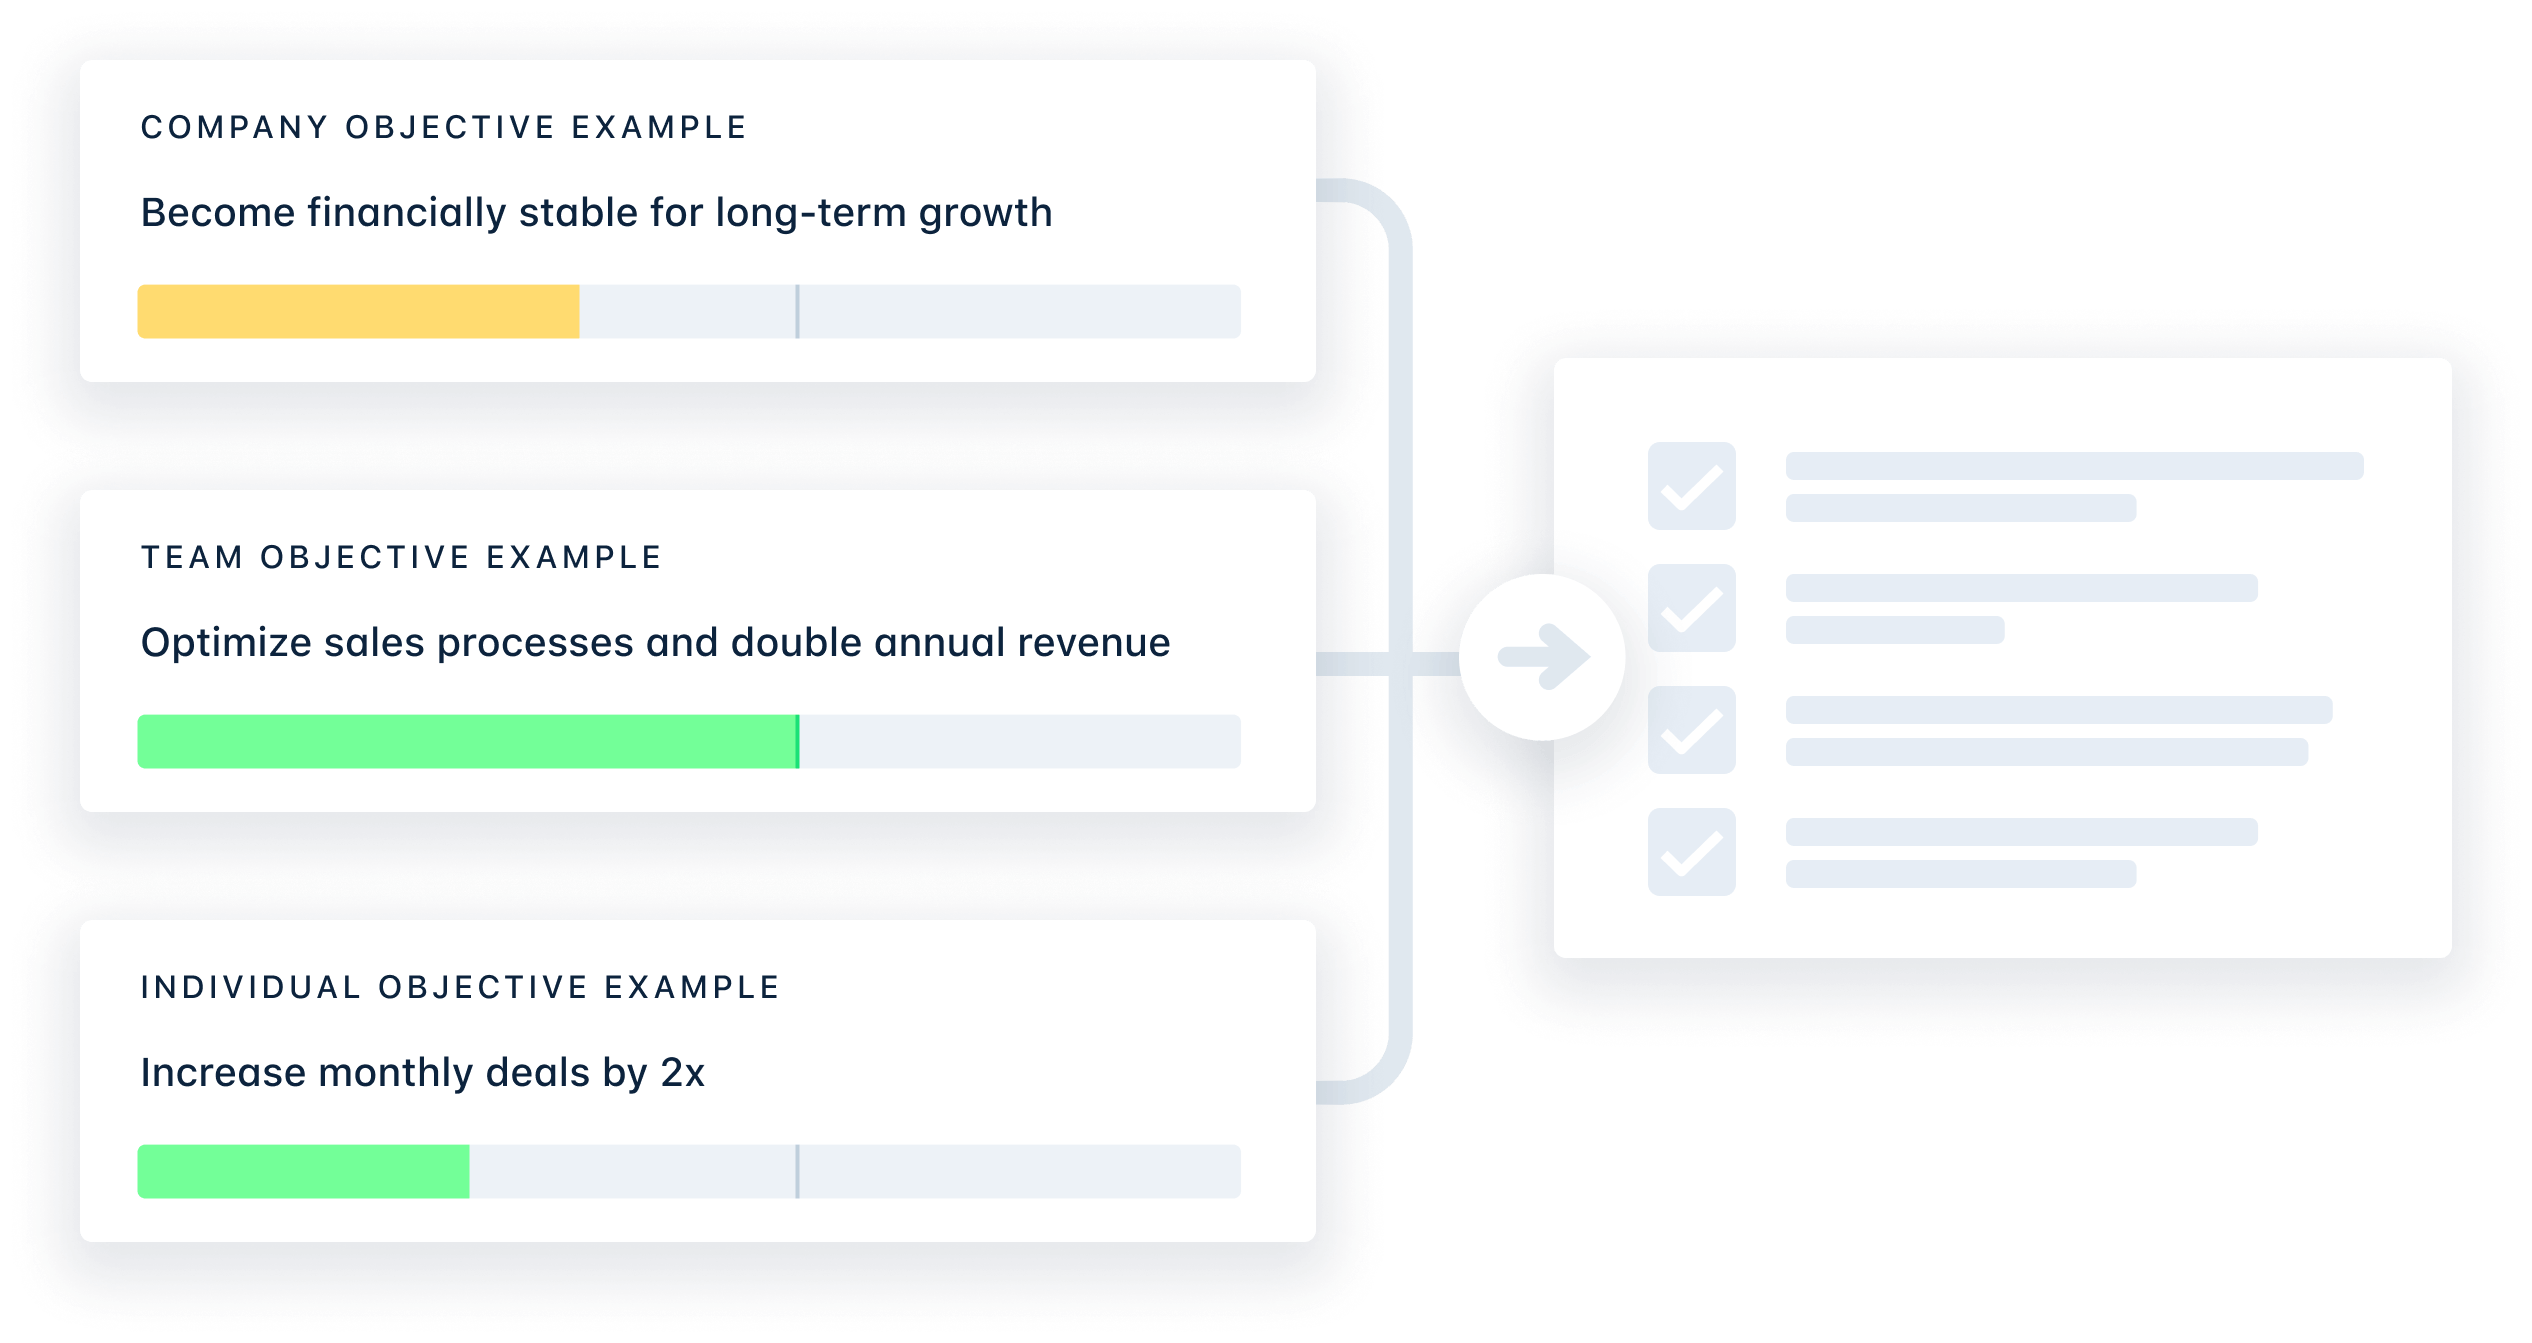 COMPANY OBJECTIVE EXAMPLE
Become financially stable for long-term growth
TEAM OBJECTIVE EXAMPLE
Optimize sales processes and double annual revenue
INDIVIDUAL OBJECTIVE EXAMPLE
Increase monthly deals by 2x